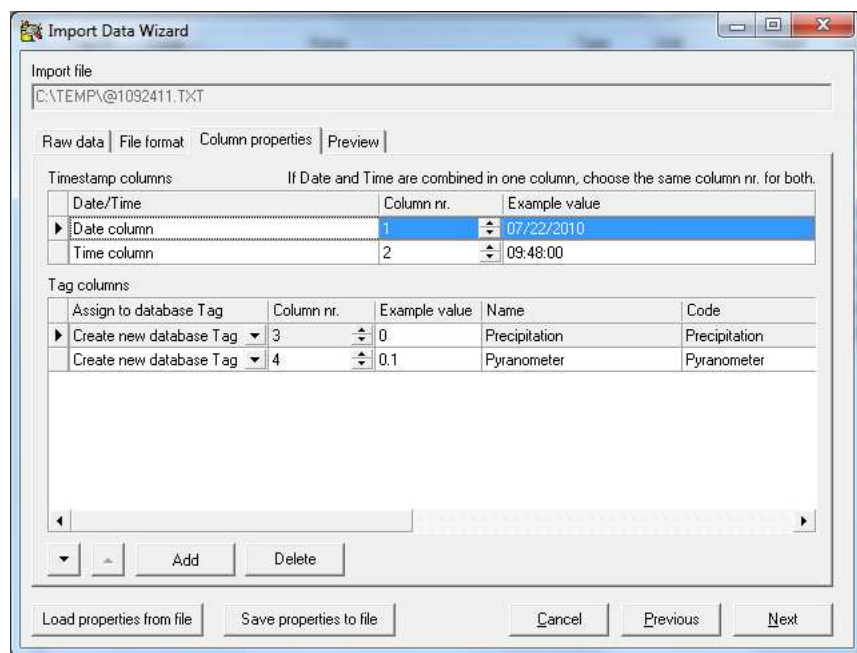 Import Data Wizard
Import file
C:\TEMP\@1092411.TXT
Raw data File format Column properties Preview
Timestamp columns If Date and Time are combined in one column, choose the same column nr. for both.
Date/Time Column nr. Example value
Date column 1 07/22/2010
Time column 2 09:48:00
Tag columns
Assign to database Tag Column nr. Example value Name Code
Create new database Tag 3 0 Precipitation Precipitation
Create new database Tag 4 0.1 Pyranometer Pyranometer
Add Delete
Load properties from file Save properties to file Cancel Previous Next